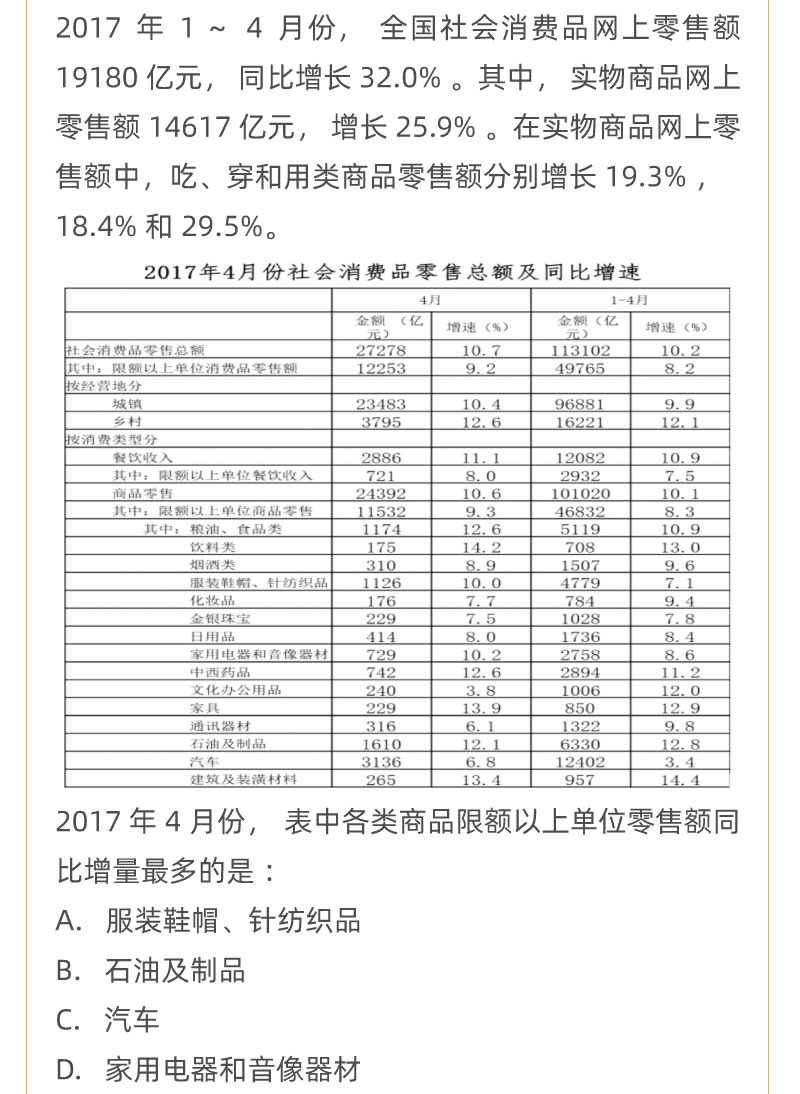 2017 年 1 ~ 4 月份， 全国社会消费品网上零售额
19180 亿元， 同比增长 32.0% 。其中， 实物商品网上
零售额 14617 亿元， 增长 25.9% 。在实物商品网上零
售额中，吃、穿和用类商品零售额分别增长 19.3% ，
18.4% 和 29.5%。
2017年4月份社会消费品零售总额及同比增速
4月 1-4月
金额 （亿元） 增速（%） 金额（亿元） 增速（%）
社会消费品零售总额 27278 10.7 113102 10.2
其中：限额以上单位消费品零售额 12253 9.2 49765 8.2
按经营地分
城镇 23483 10.4 96881 9.9
乡村 3795 12.6 16221 12.1
按消费类型分
餐饮收入 2886 11.1 12082 10.9
其中：限额以上单位餐饮收入 721 8.0 2932 7.5
商品零售 24392 10.6 101020 10.1
其中：限额以上单位商品零售 11532 9.3 46832 8.3
其中：粮油、食品类 1174 12.6 5119 10.9
饮料类 175 14.2 708 13.0
烟酒类 310 8.9 1507 9.6
服装鞋帽、针纺织品 1126 10.0 4779 7.1
化妆品 176 7.7 784 9.4
金银珠宝 229 7.5 1028 7.8
日用品 414 8.0 1736 8.4
家用电器和音像器材 729 10.2 2758 8.6
中西药品 742 12.6 2894 11.2
文化办公用品 240 3.8 1006 12.0
家具 229 13.9 850 12.9
通讯器材 316 6.1 1322 9.8
石油及制品 1610 12.1 6330 12.8
汽车 3136 6.8 12402 3.4
建筑及装潢材料 265 13.4 957 14.4
2017 年 4 月份， 表中各类商品限额以上单位零售额同
比增量最多的是：
A. 服装鞋帽、针纺织品
B. 石油及制品
C. 汽车
D. 家用电器和音像器材